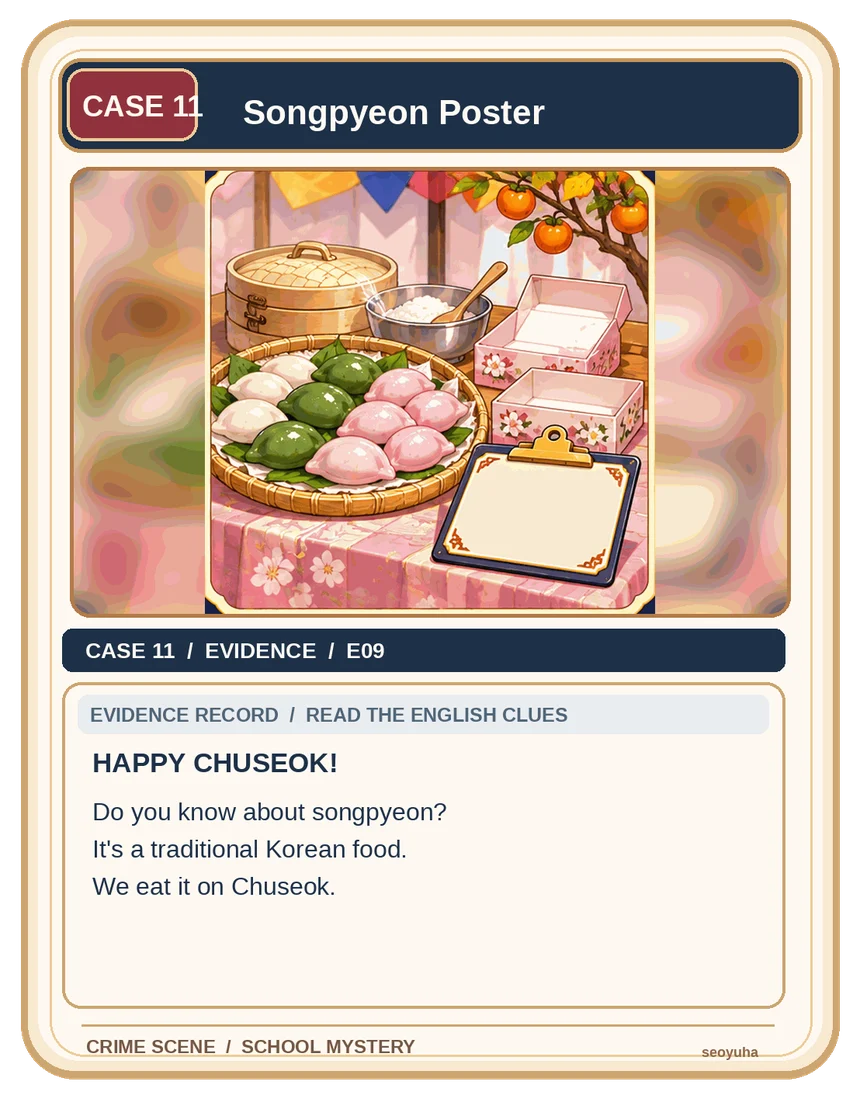 CASE 11
Songpyeon Poster
CASE 11 / EVIDENCE / E09
EVIDENCE RECORD / READ THE ENGLISH CLUES
HAPPY CHUSEOK!
Do you know about songpyeon?
It's a traditional Korean food.
We eat it on Chuseok.
CRIME SCENE / SCHOOL MYSTERY
seoyuha